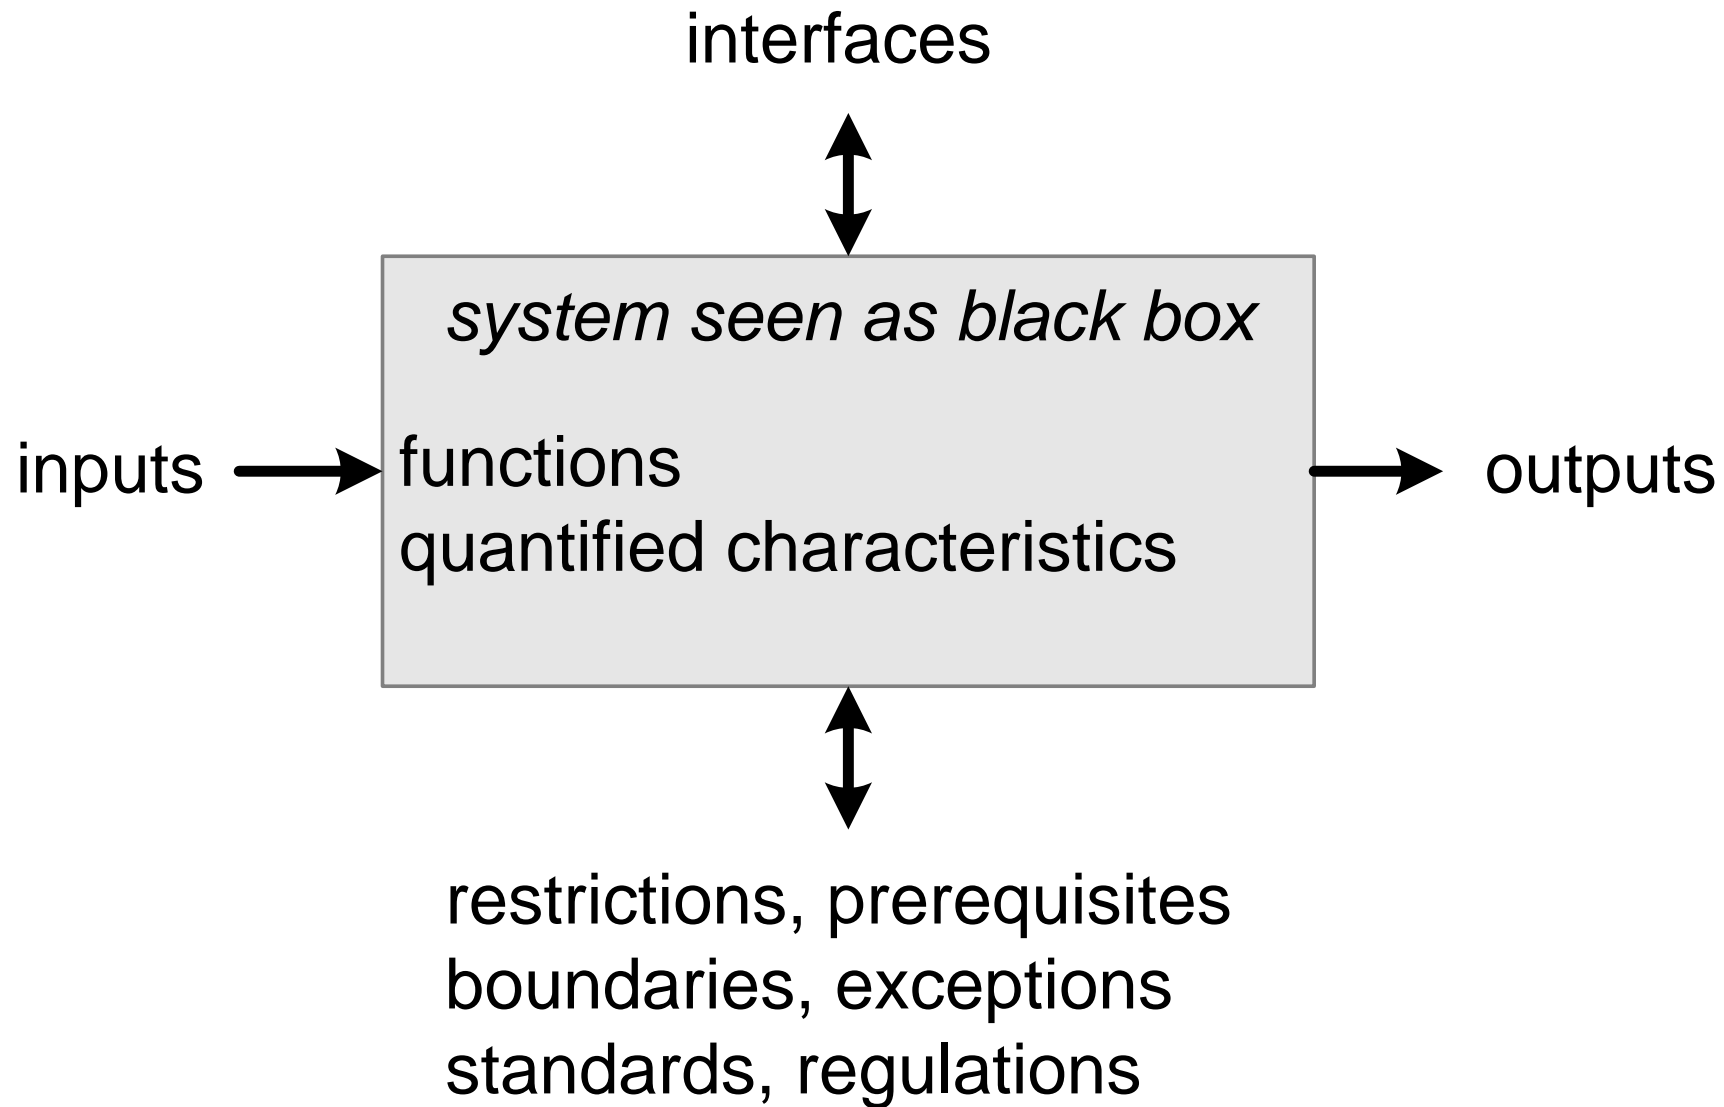 interfaces
system seen as black box
inputs
functions
quantified characteristics
outputs
restrictions, prerequisites
boundaries, exceptions
standards, regulations